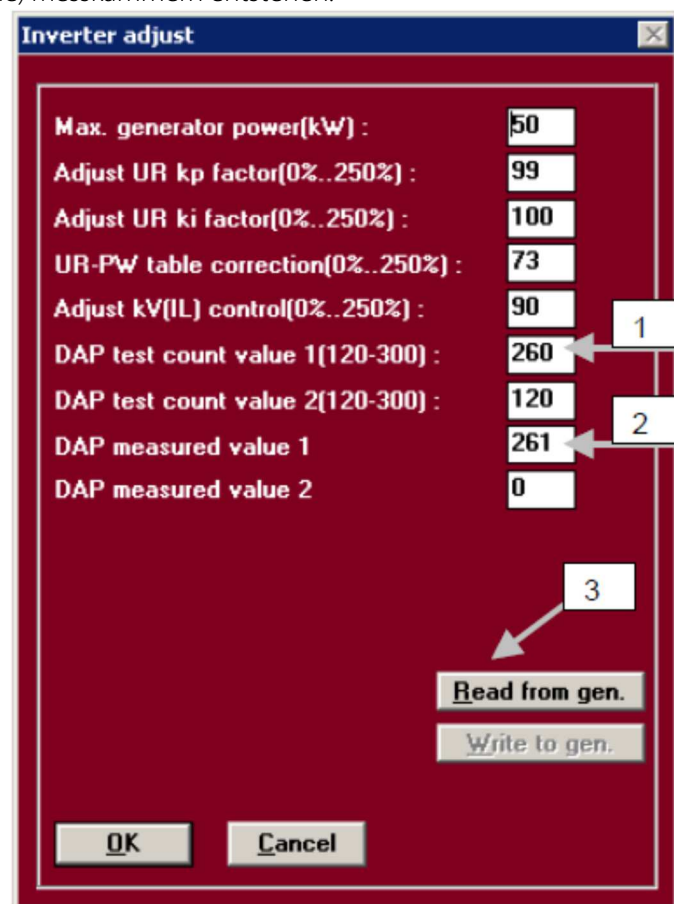 Messkammern entstehen.
Inverter adjust
Max. generator power(kW) : 50
Adjust UR kp factor(0%..250%) : 99
Adjust UR ki factor(0%..250%) : 100
UR-PW table correction(0%..250%) : 73
Adjust kV(IL) control(0%..250%) : 90
1
DAP test count value 1(120-300) : 260
DAP test count value 2(120-300) : 120
2
DAP measured value 1 261
DAP measured value 2 0
3
Read from gen.
Write to gen.
OK Cancel